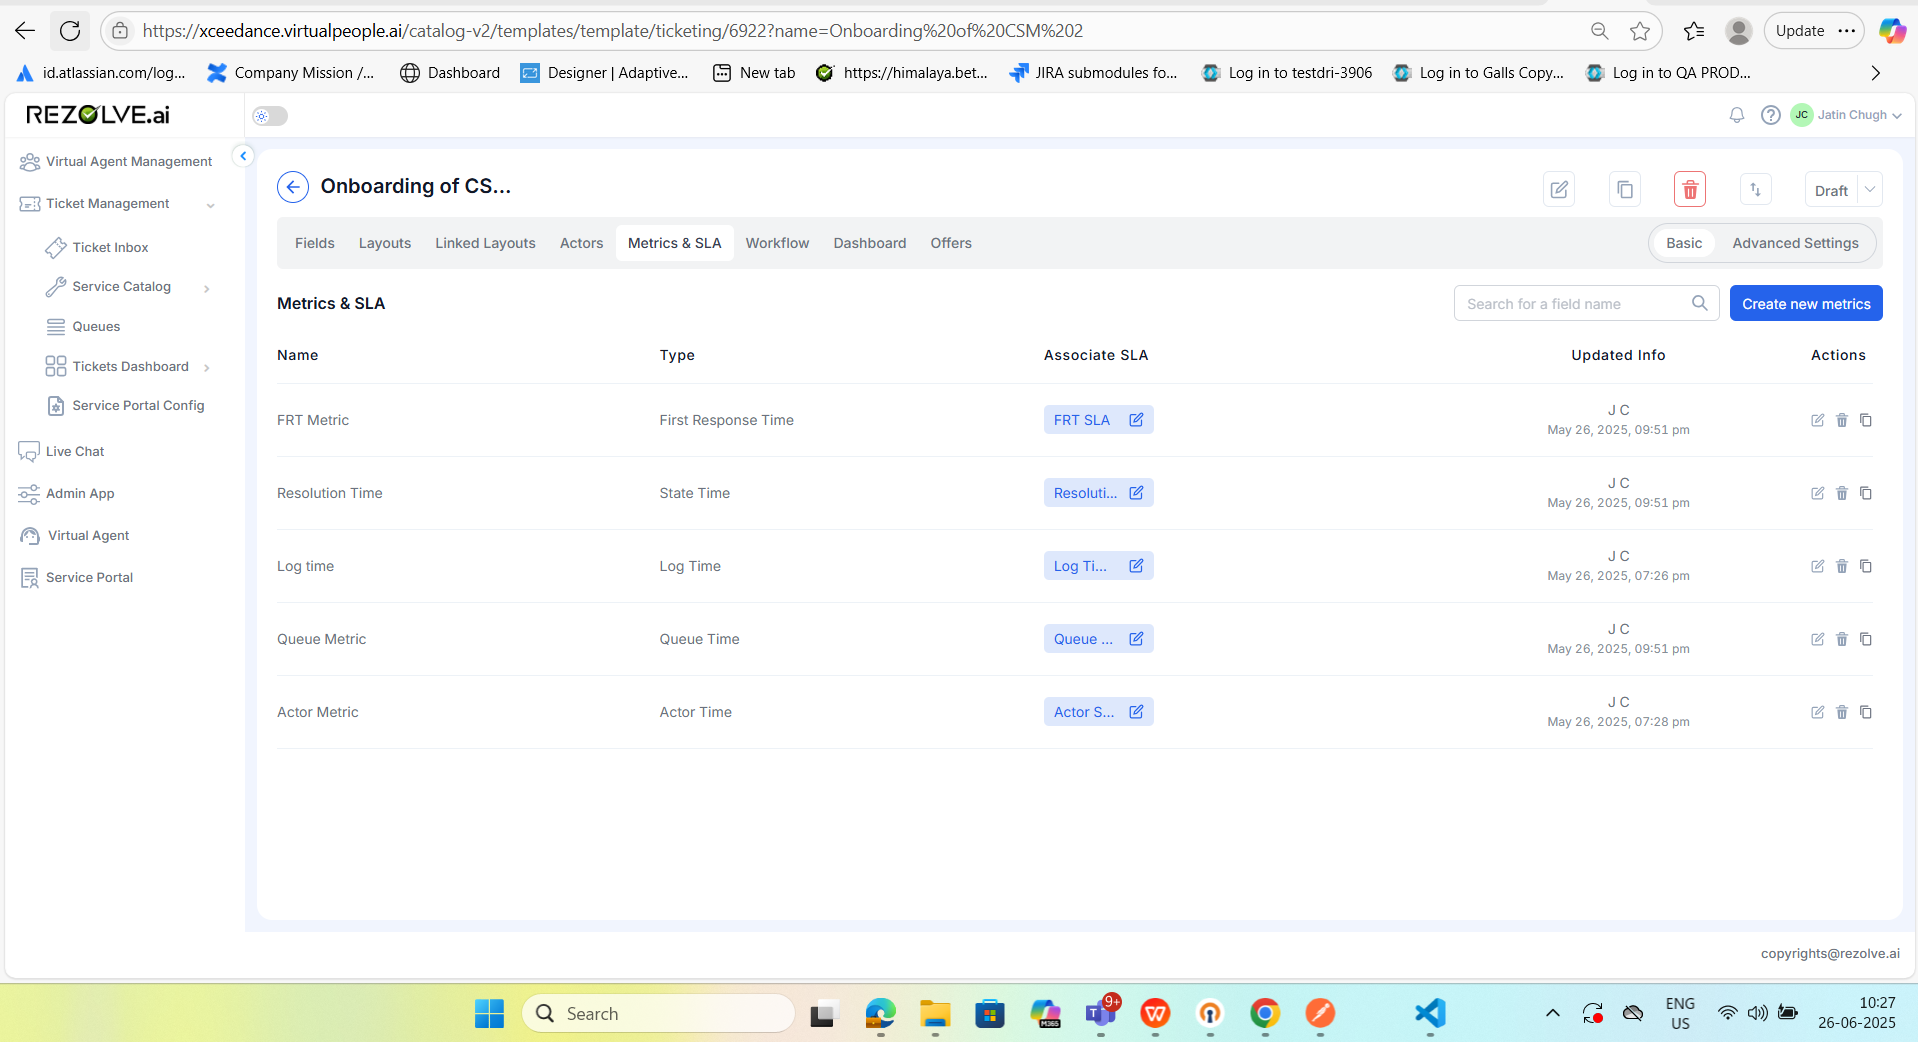 https://xceedance.virtualpeople.ai/catalog-v2/templates/template/ticketing/6922?name=Onboarding%20of%20CSM%202
Update
id.atlassian.com/log...
Company Mission /...
Dashboard
Designer | Adaptive...
New tab
https://himalaya.bet...
JIRA submodules fo...
Log in to testdri-3906
Log in to Galls Copy...
Log in to QA PROD...
REZOLVE.ai
JC
Jatin Chugh
Virtual Agent Management
Ticket Management
Ticket Inbox
Service Catalog
Queues
Tickets Dashboard
Service Portal Config
Live Chat
Admin App
Virtual Agent
Service Portal
Onboarding of CS...
Draft
Fields
Layouts
Linked Layouts
Actors
Metrics & SLA
Workflow
Dashboard
Offers
Basic
Advanced Settings
Metrics & SLA
Search for a field name
Create new metrics
Name
Type
Associate SLA
Updated Info
Actions
FRT Metric
First Response Time
FRT SLA
J C
May 26, 2025, 09:51 pm
Resolution Time
State Time
Resoluti...
J C
May 26, 2025, 09:51 pm
Log time
Log Time
Log Ti...
J C
May 26, 2025, 07:26 pm
Queue Metric
Queue Time
Queue ...
J C
May 26, 2025, 09:51 pm
Actor Metric
Actor Time
Actor S...
J C
May 26, 2025, 07:28 pm
copyrights@rezolve.ai
Search
M365
9+
ENG
US
10:27
26-06-2025